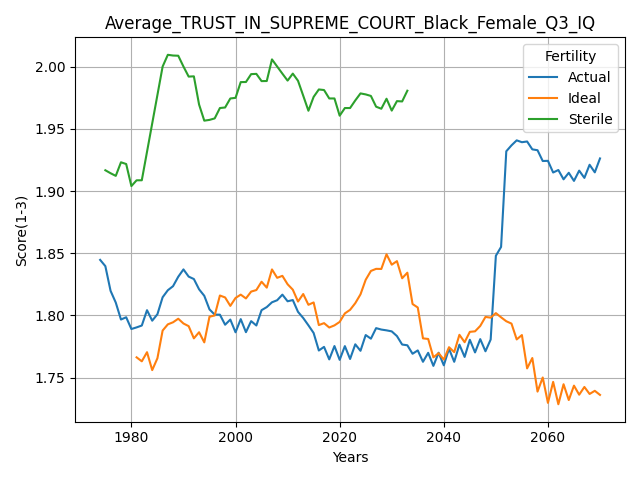 Average_TRUST_IN_SUPREME_COURT_Black_Female_Q3_IQ
Fertility
Actual
Ideal
Sterile
Score(1-3)
2.00
1.95
1.90
1.85
1.80
1.75
1980 2000 2020 2040 2060
Years